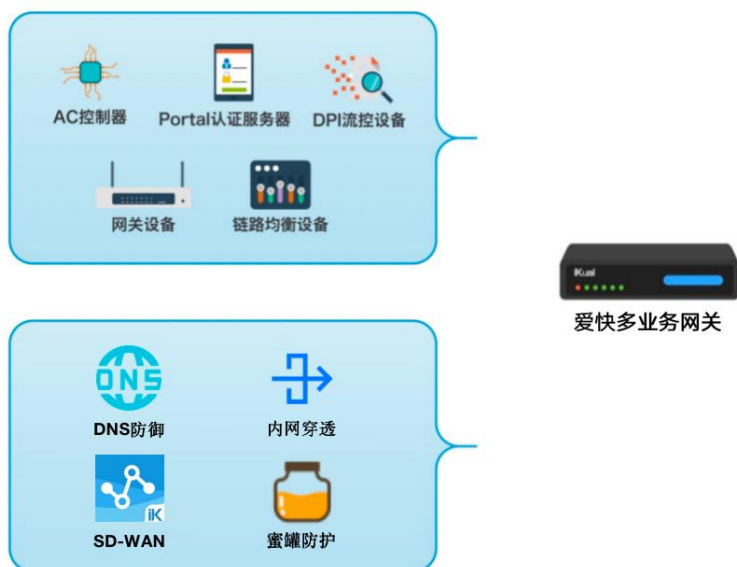 AC控制器
Portal认证服务器
DPI流控设备
网关设备
链路均衡设备
iKuai
爱快多业务网关
DNS
DNS防御
内网穿透
iK
SD-WAN
蜜罐防护